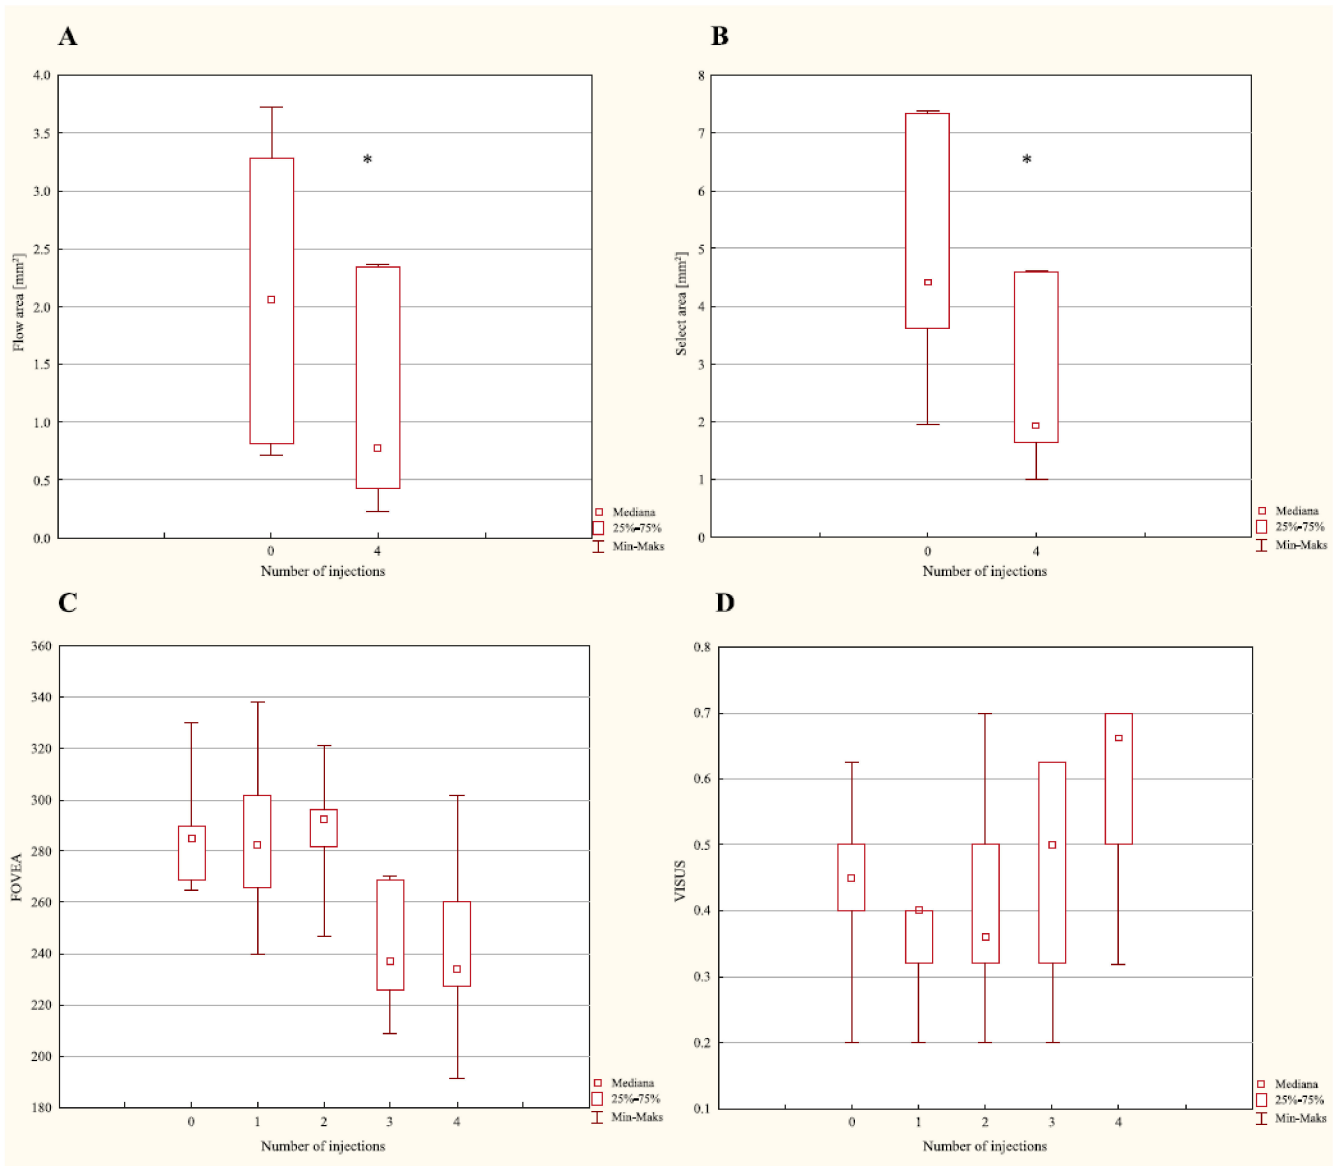 A
4.0
3.5
3.0
2.5
2.0
1.5
1.0
0.5
0.0
Flow area [mm²]
*
0 4
Number of injections
Mediana
25%-75%
Min-Maks
B
8
7
6
5
4
3
2
1
0
Select area [mm²]
*
0 4
Number of injections
Mediana
25%-75%
Min-Maks
C
360
340
320
300
280
260
240
220
200
180
FOVEA
0 1 2 3 4
Number of injections
Mediana
25%-75%
Min-Maks
D
0.8
0.7
0.6
0.5
0.4
0.3
0.2
0.1
VISUS
0 1 2 3 4
Number of injections
Mediana
25%-75%
Min-Maks